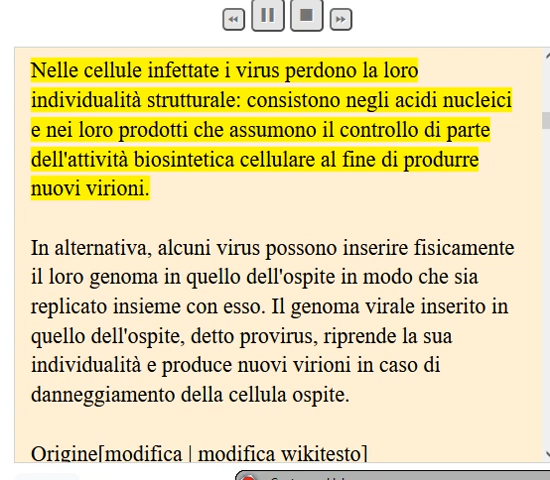 Nelle cellule infettate i virus perdono la loro
individualità strutturale: consistono negli acidi nucleici
e nei loro prodotti che assumono il controllo di parte
dell'attività biosintetica cellulare al fine di produrre
nuovi virioni.
In alternativa, alcuni virus possono inserire fisicamente
il loro genoma in quello dell'ospite in modo che sia
replicato insieme con esso. Il genoma virale inserito in
quello dell'ospite, detto provirus, riprende la sua
individualità e produce nuovi virioni in caso di
danneggiamento della cellula ospite.
Origine[modifica | modifica wikitesto]